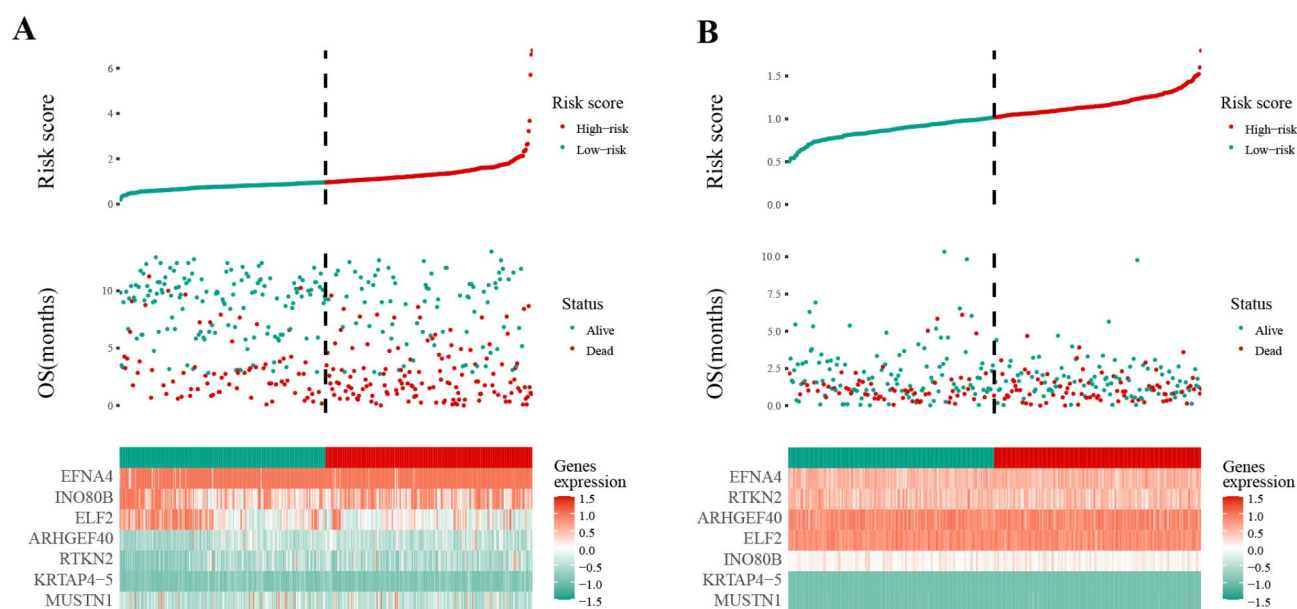 A
Risk score
6
4
2
0
Risk score
High−risk
Low−risk
OS(months)
10
5
0
Status
Alive
Dead
EFNA4
INO80B
ELF2
ARHGEF40
RTKN2
KRTAP4−5
MUSTN1
Genes
expression
1.5
1.0
0.5
0.0
−0.5
−1.0
−1.5
B
Risk score
1.5
1.0
0.5
0.0
Risk score
High−risk
Low−risk
OS(months)
10.0
7.5
5.0
2.5
0.0
Status
Alive
Dead
EFNA4
RTKN2
ARHGEF40
ELF2
INO80B
KRTAP4−5
MUSTN1
Genes
expression
1.5
1.0
0.5
0.0
−0.5
−1.0
−1.5